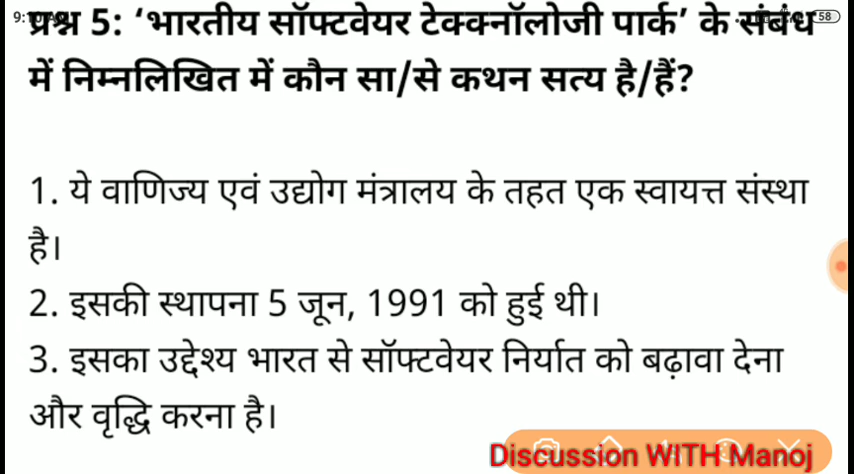 प्रश्न 5: ‘भारतीय सॉफ्टवेयर टेक्क्नॉलोजी पार्क’ के संबंध
में निम्नलिखित में कौन सा/से कथन सत्य है/हैं?
1. ये वाणिज्य एवं उद्योग मंत्रालय के तहत एक स्वायत्त संस्था
है।
2. इसकी स्थापना 5 जून, 1991 को हुई थी।
3. इसका उद्देश्य भारत से सॉफ्टवेयर निर्यात को बढ़ावा देना
और वृद्धि करना है।
Discussion WiTH Manoj